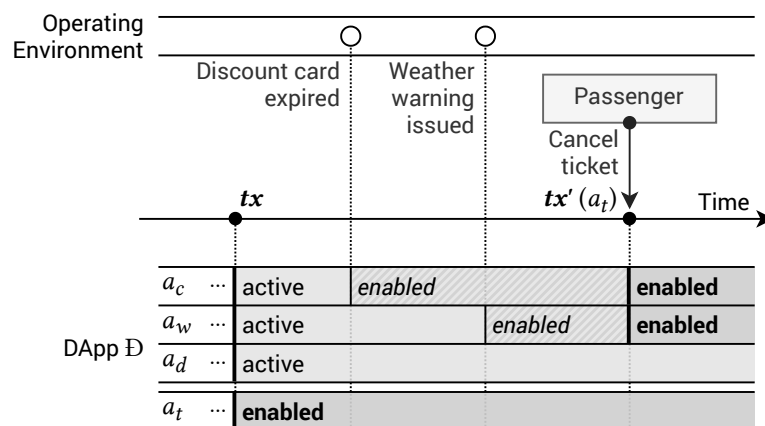 Operating
Environment
Discount card
expired
Weather
warning
issued
Passenger
Cancel
ticket
tx
tx' (a_t)
Time
a_c ... active enabled enabled
a_w ... active enabled enabled
DApp Ð
a_d ... active
a_t ... enabled